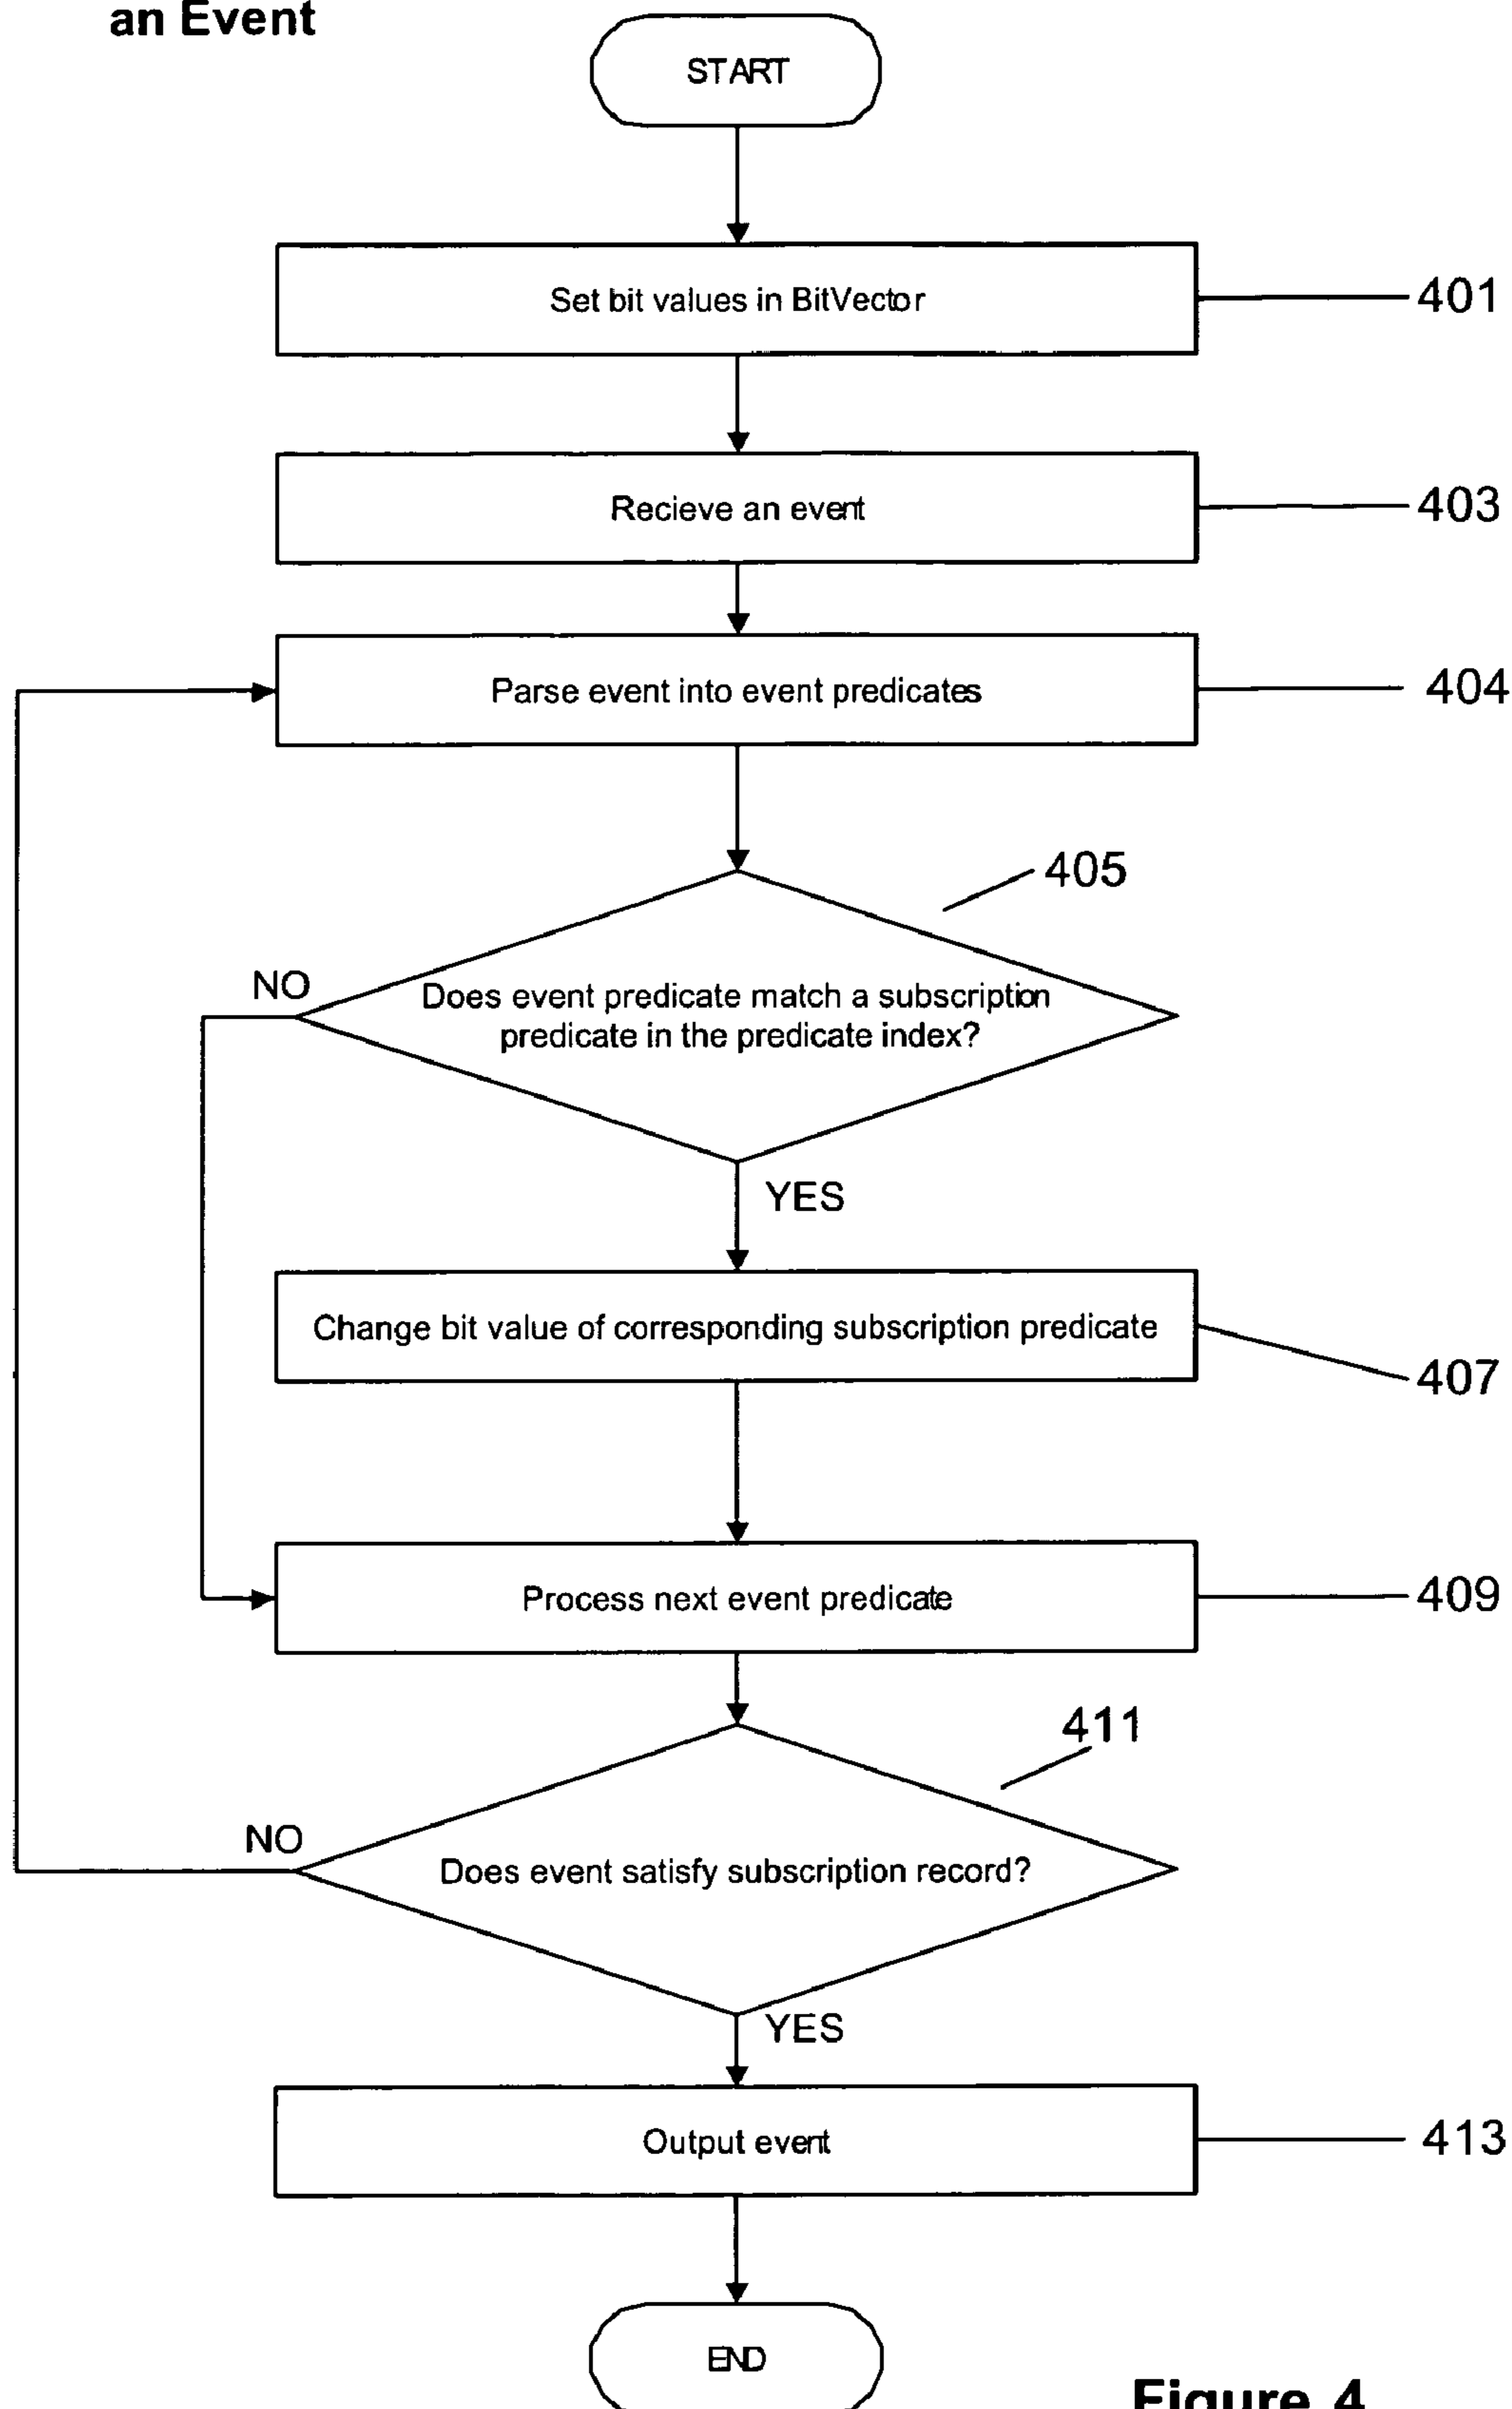 an Event
START
Set bit values in BitVector
401
Recieve an event
403
Parse event into event predicates
404
405
NO
Does event predicate match a subscription
predicate in the predicate index?
YES
Change bit value of corresponding subscription predicate
407
Process next event predicate
409
411
NO
Does event satisfy subscription record?
YES
Output event
413
END
Figure 4